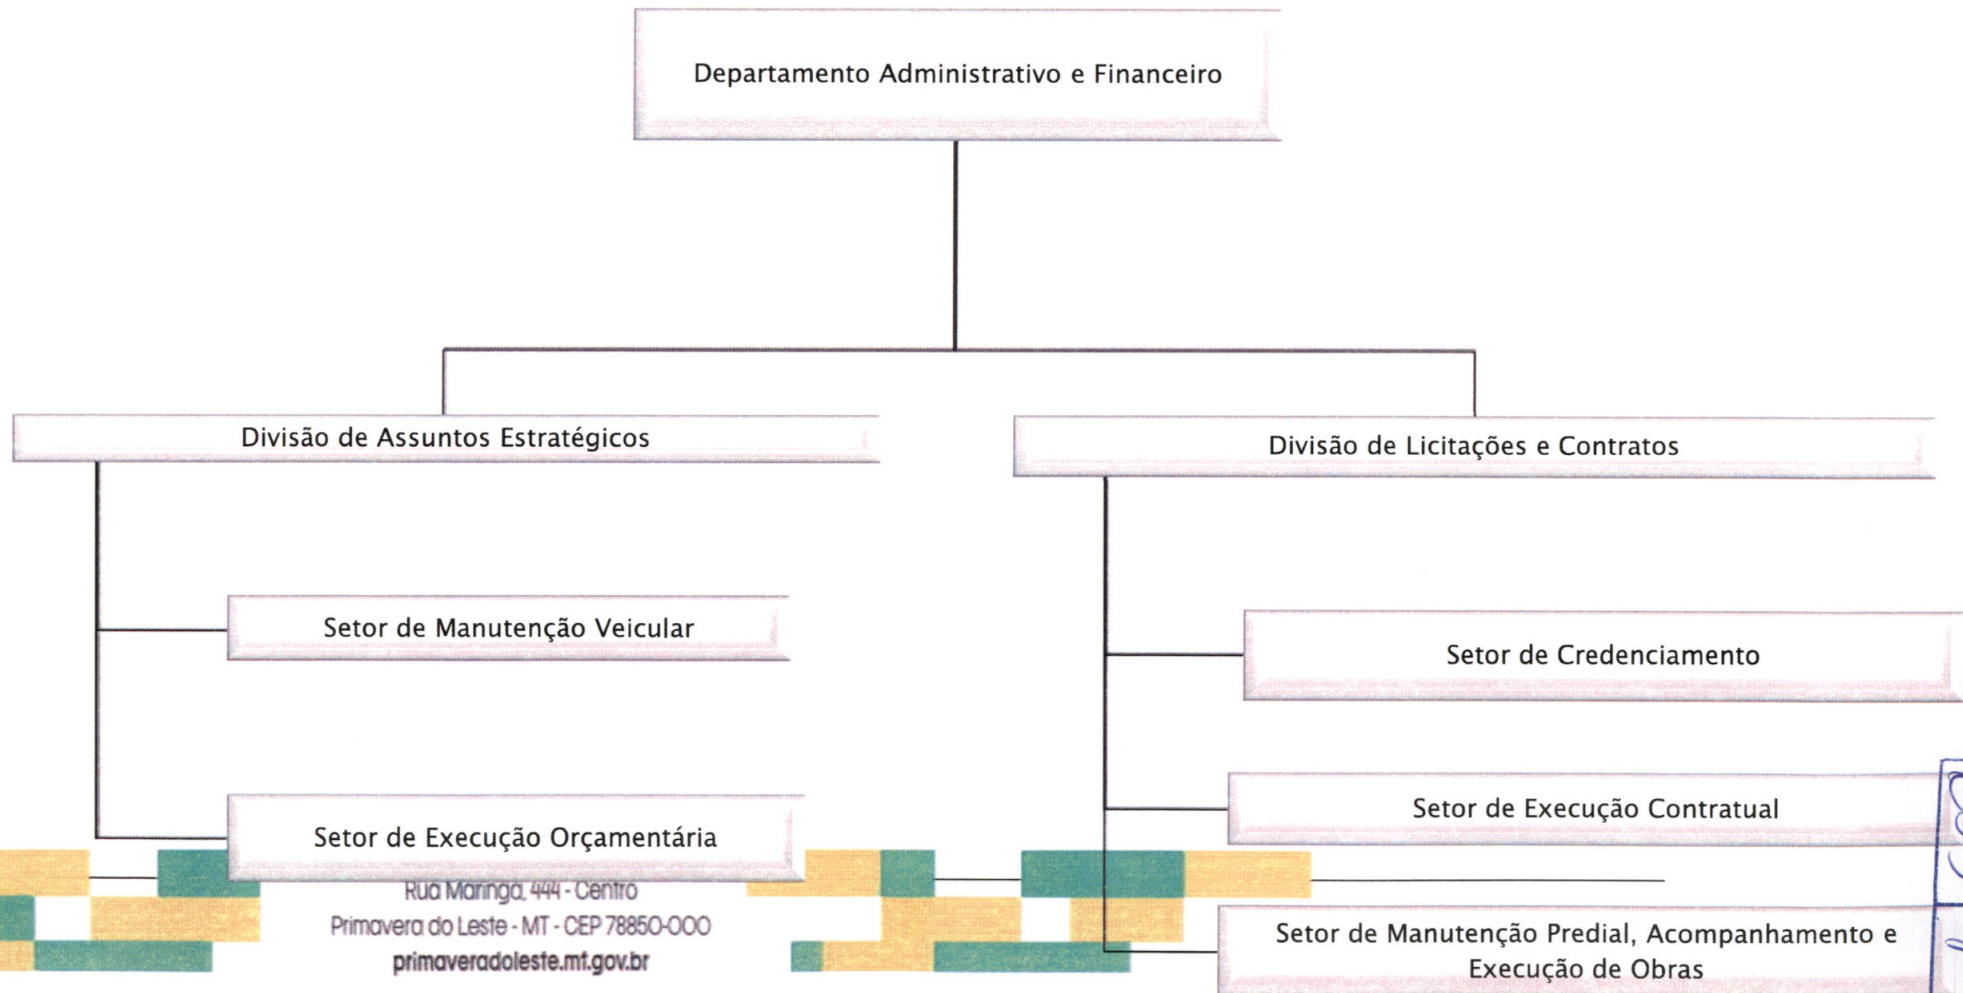 Departamento Administrativo e Financeiro
Divisão de Assuntos Estratégicos
Divisão de Licitações e Contratos
Setor de Manutenção Veicular
Setor de Credenciamento
Setor de Execução Contratual
Setor de Execução Orçamentária
Setor de Manutenção Predial, Acompanhamento e
Execução de Obras
Rua Maringá, 444 - Centro
Primavera do Leste - MT - CEP 78850-000
primaveradoleste.mt.gov.br